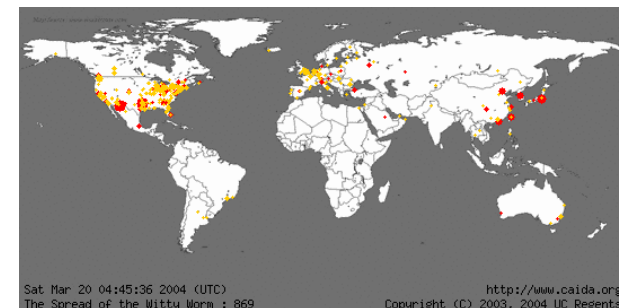 Sat Mar 20 04:45:36 2004 (UTC)
http://www.caida.org
The Spread of the Witty Worm : 869
Copyright (C) 2003, 2004 UC Regents